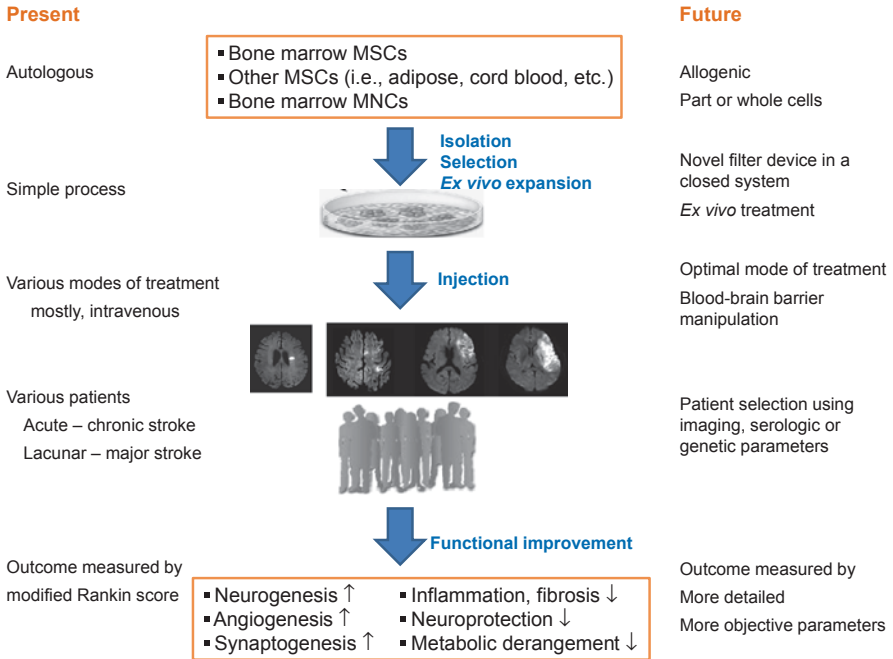 Present
Future
Autologous
▪ Bone marrow MSCs
▪ Other MSCs (i.e., adipose, cord blood, etc.)
▪ Bone marrow MNCs
Allogenic
Part or whole cells
Isolation
Selection
Ex vivo expansion
Simple process
Novel filter device in a
closed system
Ex vivo treatment
Injection
Various modes of treatment
mostly, intravenous
Optimal mode of treatment
Blood-brain barrier
manipulation
Various patients
Acute – chronic stroke
Lacunar – major stroke
Patient selection using
imaging, serologic or
genetic parameters
Functional improvement
Outcome measured by
modified Rankin score
▪ Neurogenesis ↑
▪ Angiogenesis ↑
▪ Synaptogenesis ↑
▪ Inflammation, fibrosis ↓
▪ Neuroprotection ↓
▪ Metabolic derangement ↓
Outcome measured by
More detailed
More objective parameters